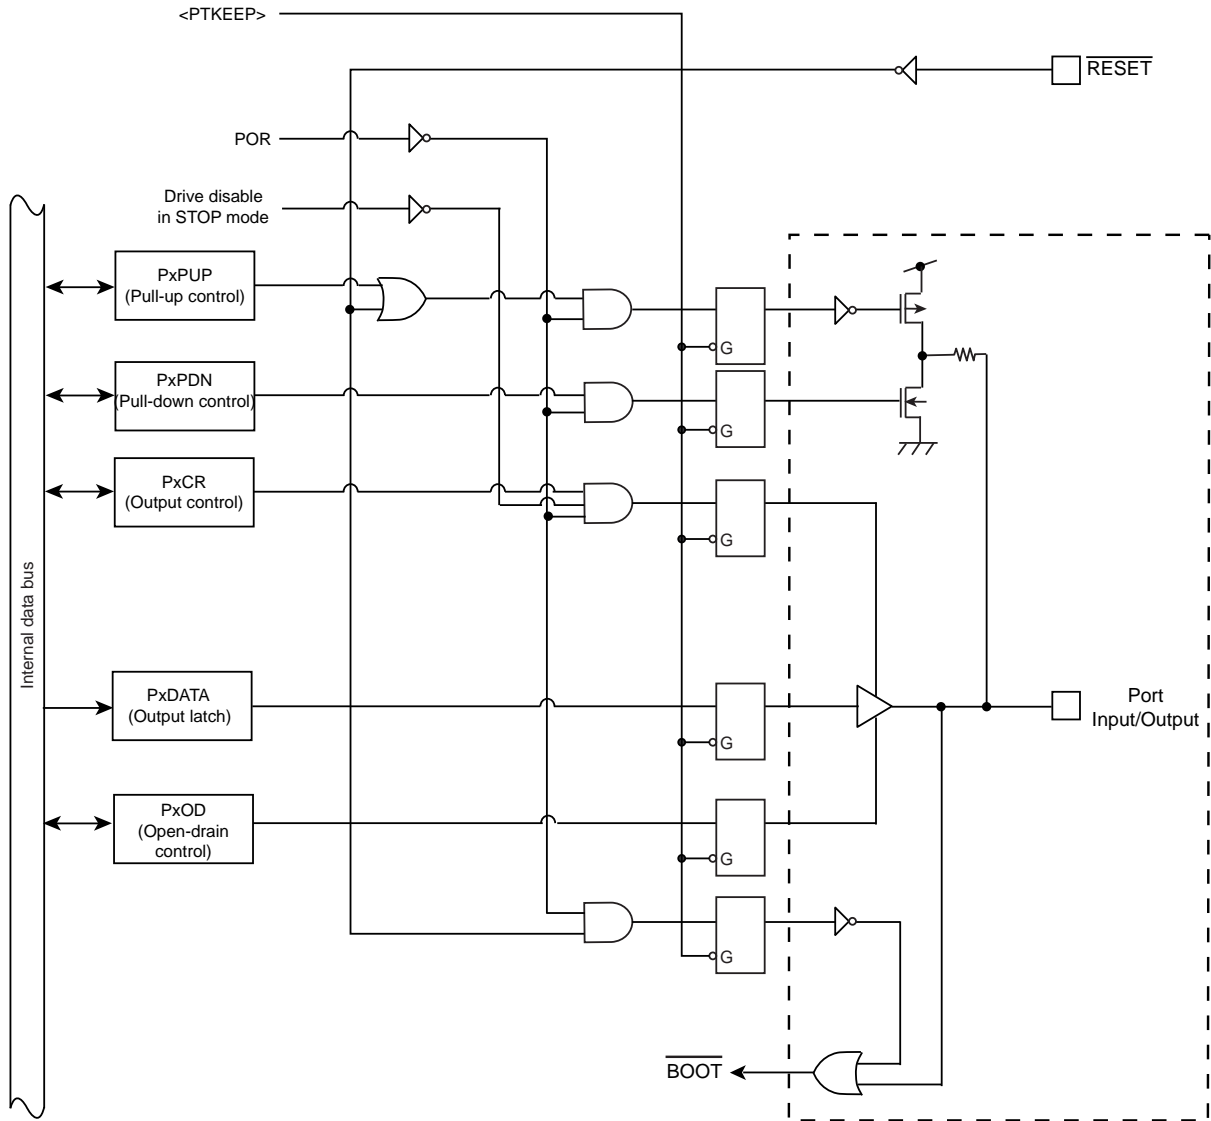 <PTKEEP>
RESET
POR
Drive disable
in STOP mode
PxPUP
(Pull-up control)
G
PxPDN
(Pull-down control)
G
PxCR
(Output control)
G
Internal data bus
PxDATA
(Output latch)
G
Port
Input/Output
PxOD
(Open-drain
control)
G
G
BOOT